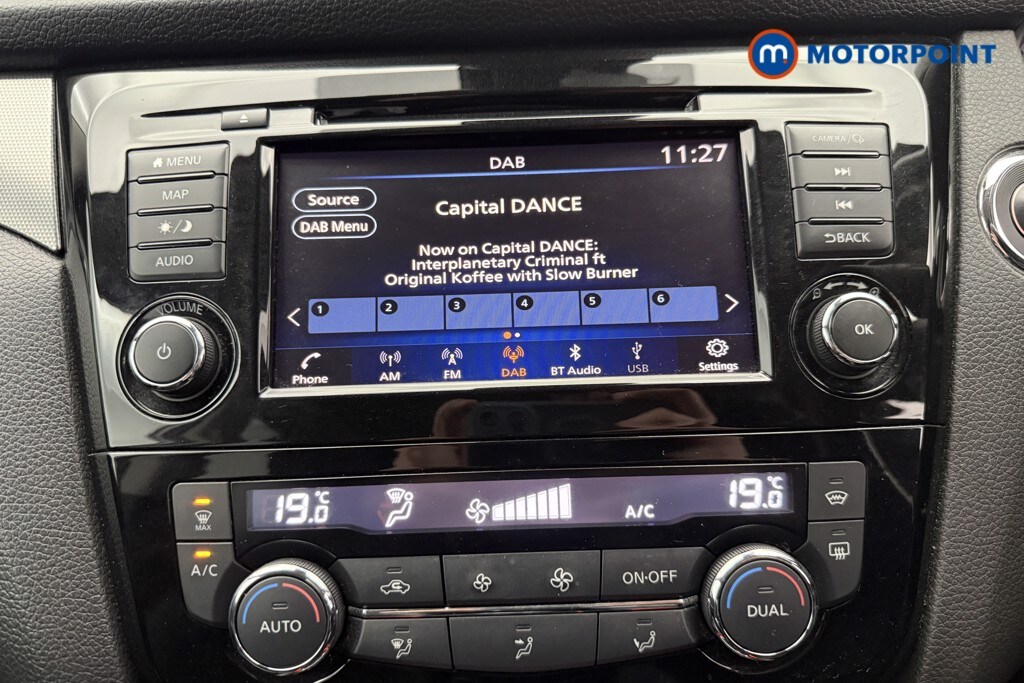 m MOTORPOINT
MENU
MAP
AUDIO
VOLUME
DAB
11:27
Source
DAB Menu
Capital DANCE
Now on Capital DANCE:
Interplanetary Criminal ft
Original Koffee with Slow Burner
1 2 3 4 5 6
Phone AM FM DAB BT Audio USB Settings
CAMERA/
BACK
OK
19.0°C
A/C
19.0°C
MAX
A/C
AUTO
ON·OFF
DUAL